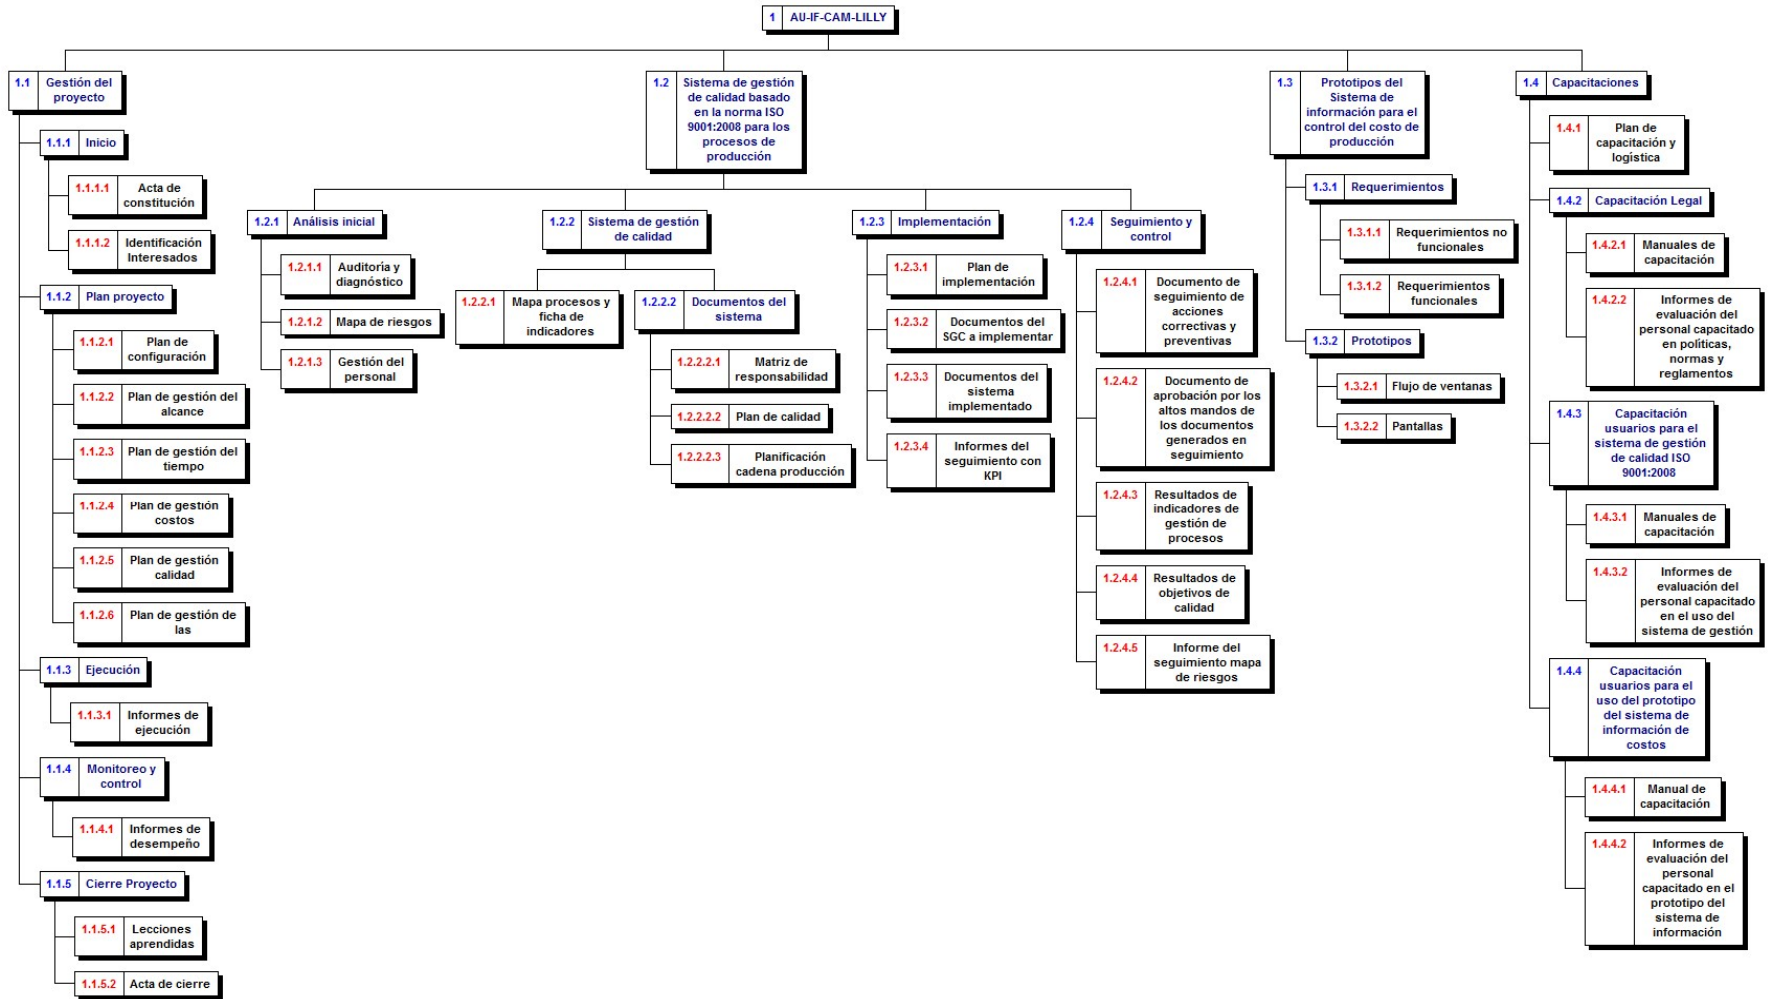 1 AU-IF-CAM-LILLY
1.1 Gestión del
proyecto
1.1.1 Inicio
1.1.1.1 Acta de
constitución
1.1.1.2 Identificación
Interesados
1.1.2 Plan proyecto
1.1.2.1 Plan de
configuración
1.1.2.2 Plan de gestión del
alcance
1.1.2.3 Plan de gestión del
tiempo
1.1.2.4 Plan de gestión
costos
1.1.2.5 Plan de gestión
calidad
1.1.2.6 Plan de gestión de
las
1.1.3 Ejecución
1.1.3.1 Informes de
ejecución
1.1.4 Monitoreo y
control
1.1.4.1 Informes de
desempeño
1.1.5 Cierre Proyecto
1.1.5.1 Lecciones
aprendidas
1.1.5.2 Acta de cierre
1.2 Sistema de gestión
de calidad basado
en la norma ISO
9001:2008 para los
procesos de
producción
1.2.1 Análisis inicial
1.2.1.1 Auditoría y
diagnóstico
1.2.1.2 Mapa de riesgos
1.2.1.3 Gestión del
personal
1.2.2 Sistema de gestión
de calidad
1.2.2.1 Mapa procesos y
ficha de
indicadores
1.2.2.2 Documentos del
sistema
1.2.2.2.1 Matriz de
responsabilidad
1.2.2.2.2 Plan de calidad
1.2.2.2.3 Planificación
cadena producción
1.2.3 Implementación
1.2.3.1 Plan de
implementación
1.2.3.2 Documentos del
SGC a implementar
1.2.3.3 Documentos del
sistema
implementado
1.2.3.4 Informes del
seguimiento con
KPI
1.2.4 Seguimiento y
control
1.2.4.1 Documento de
seguimiento de
acciones
correctivas y
preventivas
1.2.4.2 Documento de
aprobación por los
altos mandos de
los documentos
generados en
seguimiento
1.2.4.3 Resultados de
indicadores de
gestión de
procesos
1.2.4.4 Resultados de
objetivos de
calidad
1.2.4.5 Informe del
seguimiento mapa
de riesgos
1.3 Prototipos del
Sistema de
información para el
control del costo de
producción
1.3.1 Requerimientos
1.3.1.1 Requerimientos no
funcionales
1.3.1.2 Requerimientos
funcionales
1.3.2 Prototipos
1.3.2.1 Flujo de ventanas
1.3.2.2 Pantallas
1.4 Capacitaciones
1.4.1 Plan de
capacitación y
logística
1.4.2 Capacitación Legal
1.4.2.1 Manuales de
capacitación
1.4.2.2 Informes de
evaluación del
personal capacitado
en políticas,
normas y
reglamentos
1.4.3 Capacitación
usuarios para el
sistema de gestión
de calidad ISO
9001:2008
1.4.3.1 Manuales de
capacitación
1.4.3.2 Informes de
evaluación del
personal capacitado
en el uso del
sistema de gestión
1.4.4 Capacitación
usuarios para el
uso del prototipo
del sistema de
información de
costos
1.4.4.1 Manual de
capacitación
1.4.4.2 Informes de
evaluación del
personal
capacitado en el
prototipo del
sistema de
información